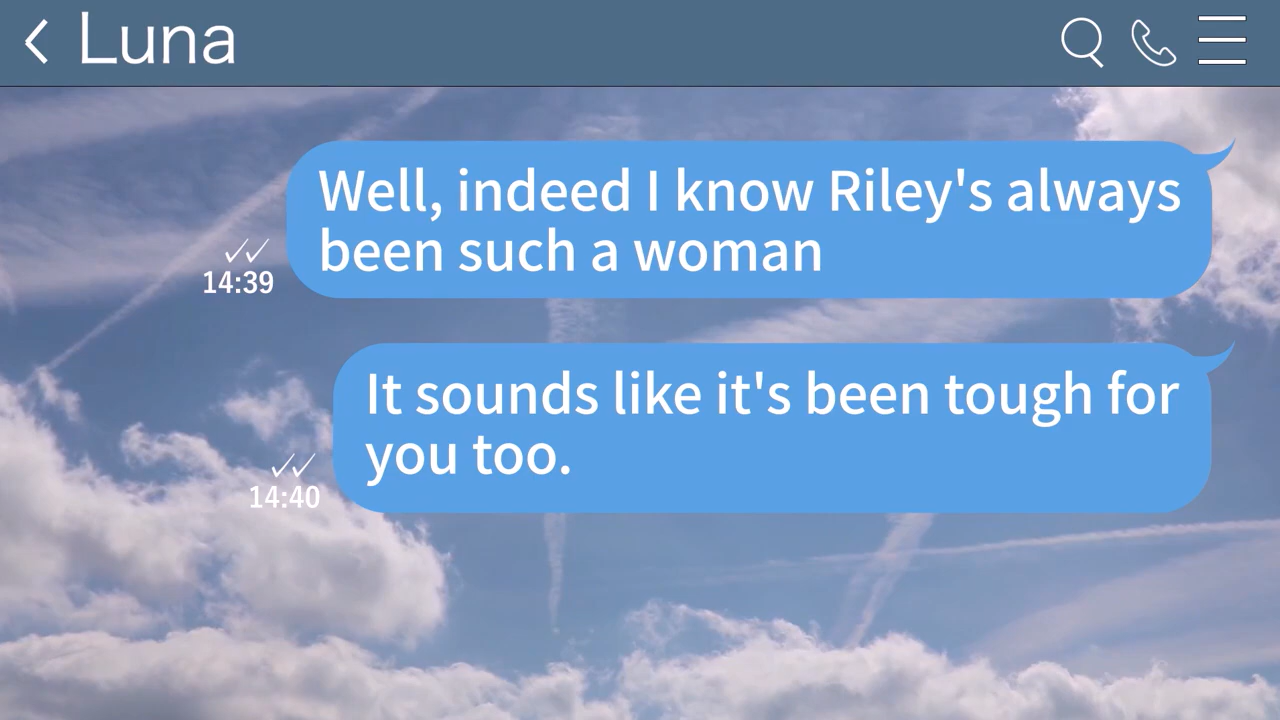 Luna
Well, indeed I know Riley's always
been such a woman
14:39
It sounds like it's been tough for
you too.
14:40